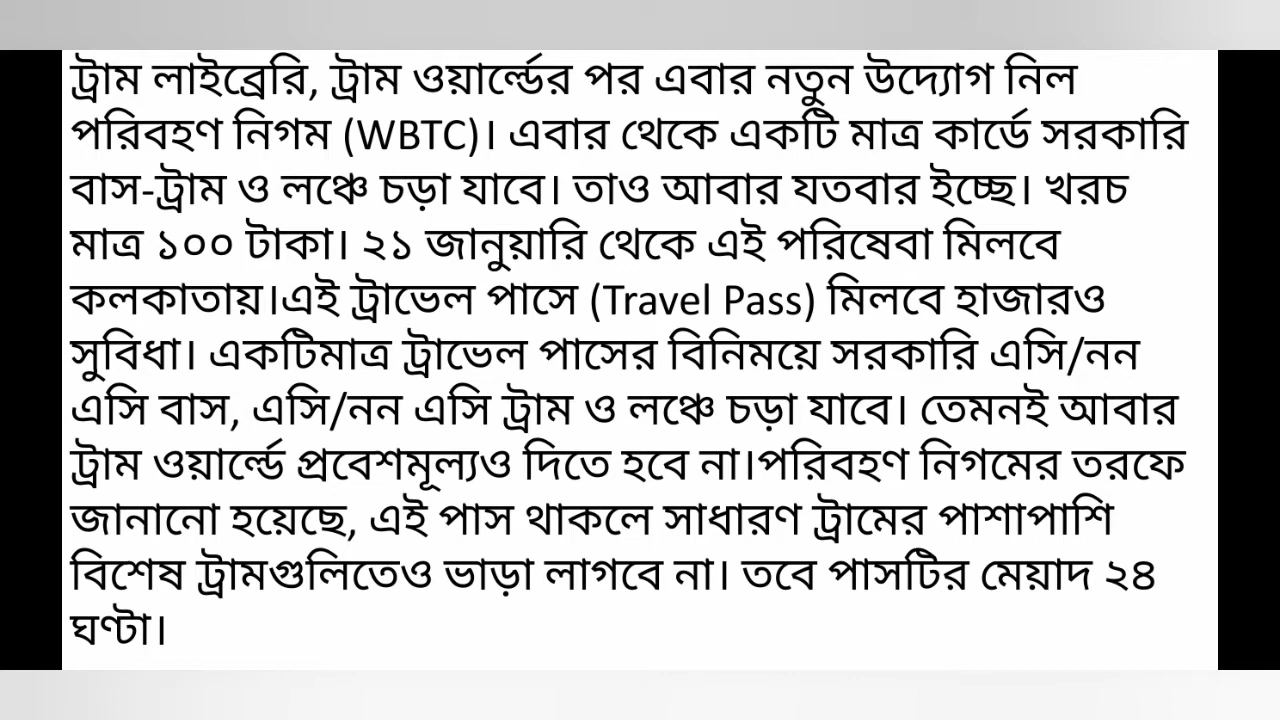 ট্রাম লাইব্রেরি, ট্রাম ওয়ার্ল্ডের পর এবার নতুন উদ্যোগ নিল
পরিবহণ নিগম (WBTC)। এবার থেকে একটি মাত্র কার্ডে সরকারি
বাস-ট্রাম ও লঞ্চে চড়া যাবে। তাও আবার যতবার ইচ্ছে। খরচ
মাত্র ১০০ টাকা। ২১ জানুয়ারি থেকে এই পরিষেবা মিলবে
কলকাতায়।এই ট্রাভেল পাসে (Travel Pass) মিলবে হাজারও
সুবিধা। একটিমাত্র ট্রাভেল পাসের বিনিময়ে সরকারি এসি/নন
এসি বাস, এসি/নন এসি ট্রাম ও লঞ্চে চড়া যাবে। তেমনই আবার
ট্রাম ওয়ার্ল্ডে প্রবেশমূল্যও দিতে হবে না।পরিবহণ নিগমের তরফে
জানানো হয়েছে, এই পাস থাকলে সাধারণ ট্রামের পাশাপাশি
বিশেষ ট্রামগুলিতেও ভাড়া লাগবে না। তবে পাসটির মেয়াদ ২৪
ঘণ্টা।